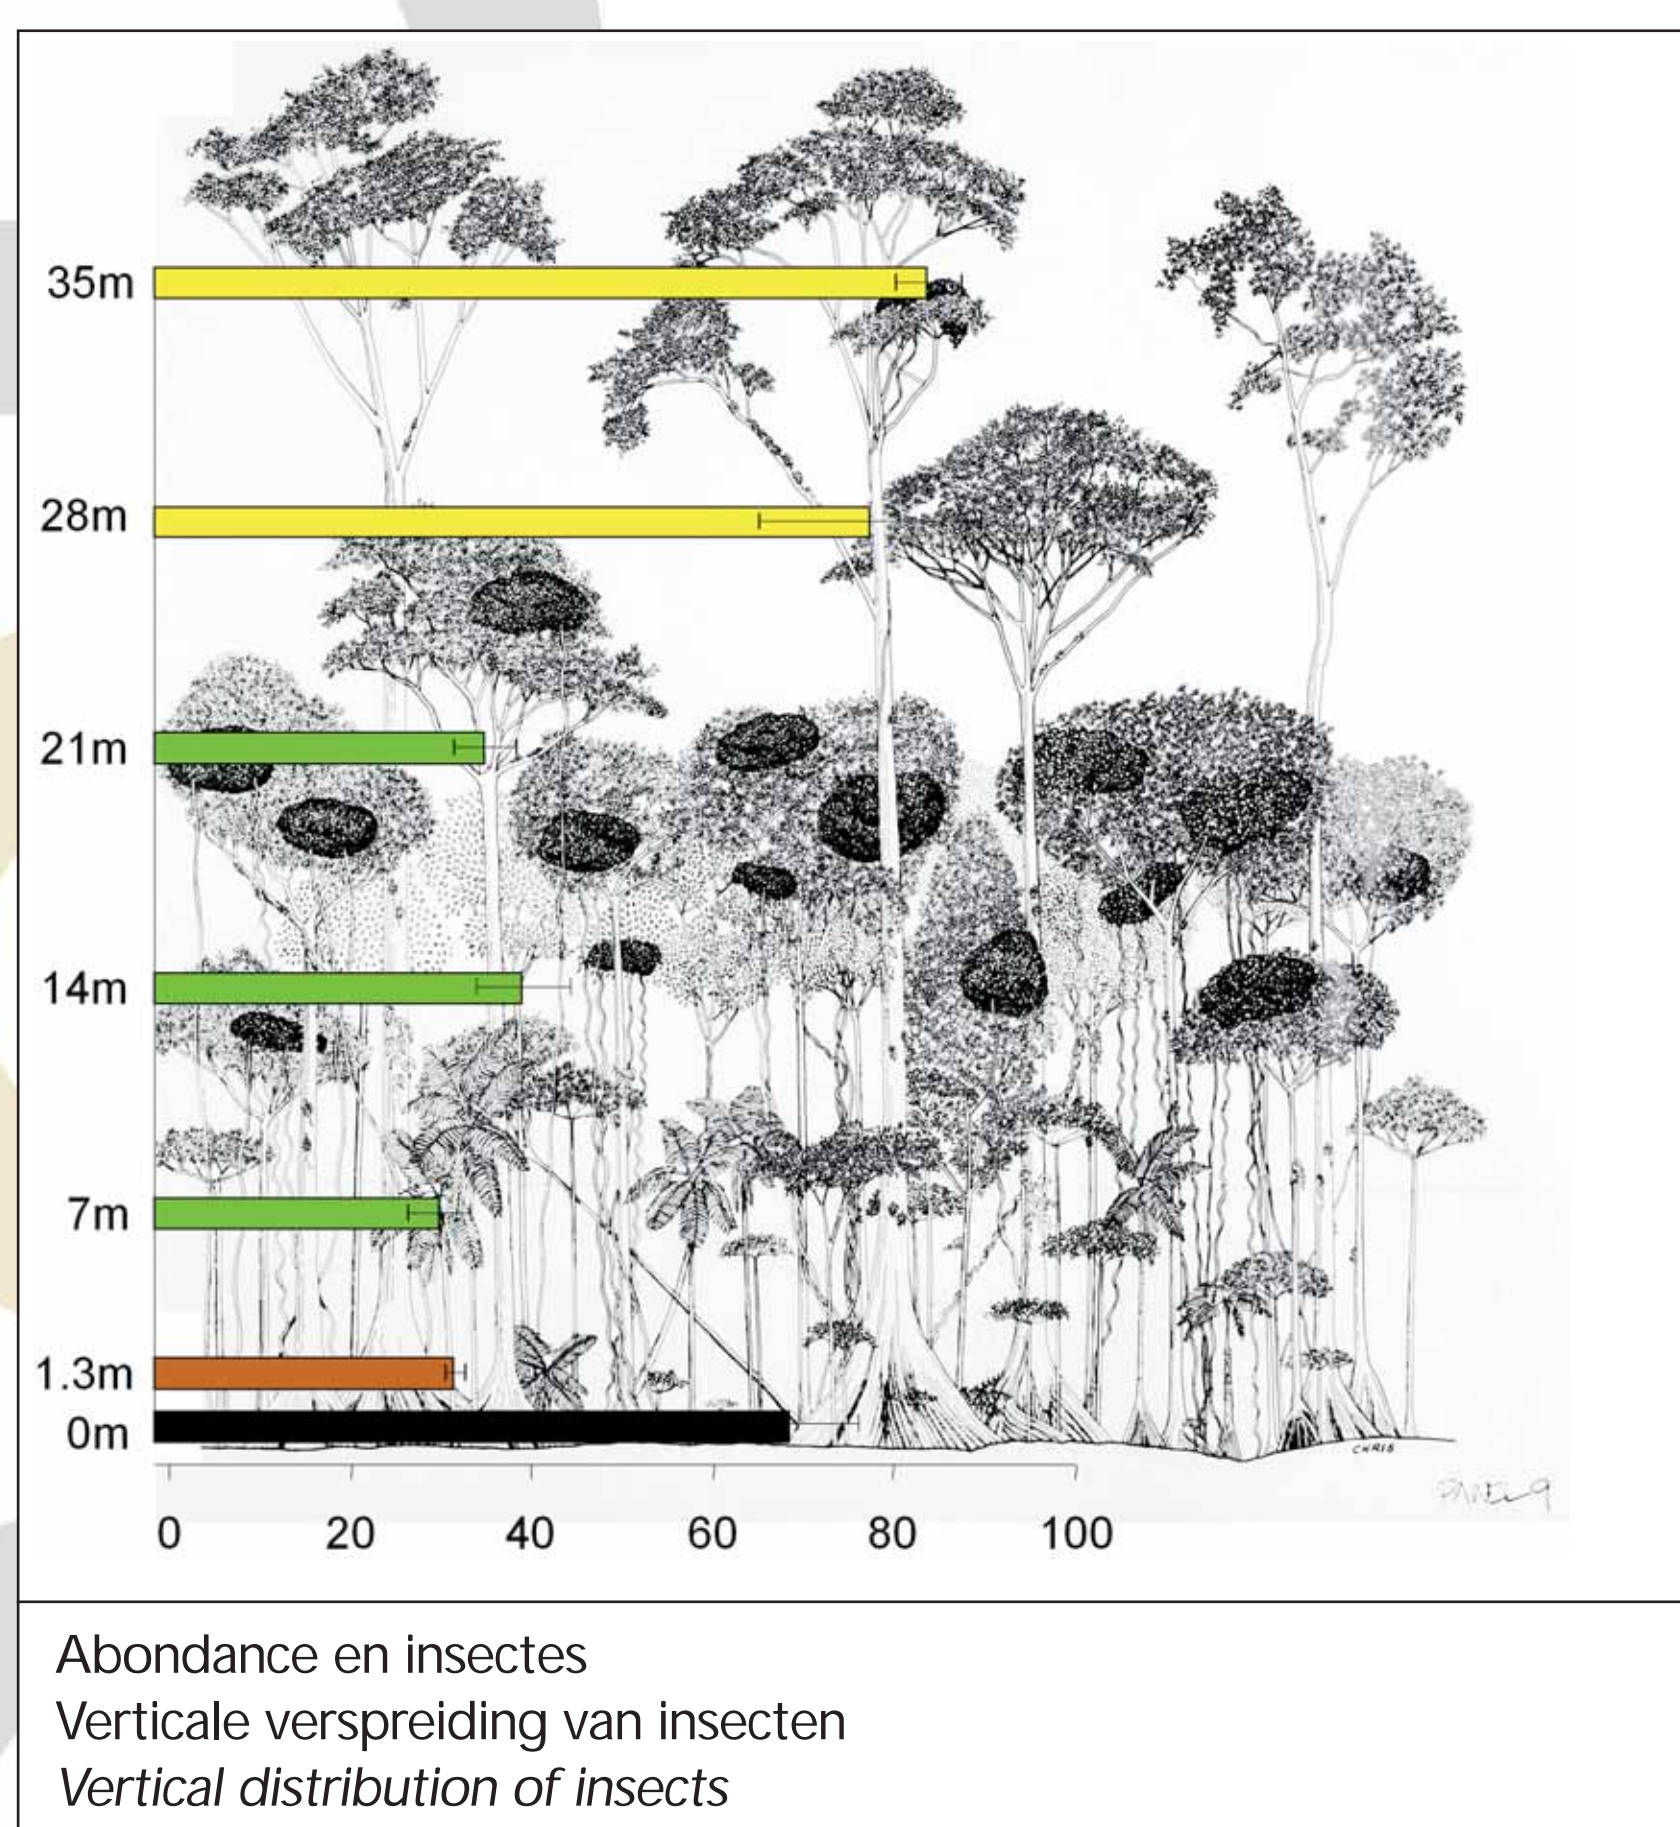 35m
28m
21m
14m
7m
1.3m
0m
0 20 40 60 80 100
CHRIS
Abondance en insectes
Verticale verspreiding van insecten
Vertical distribution of insects